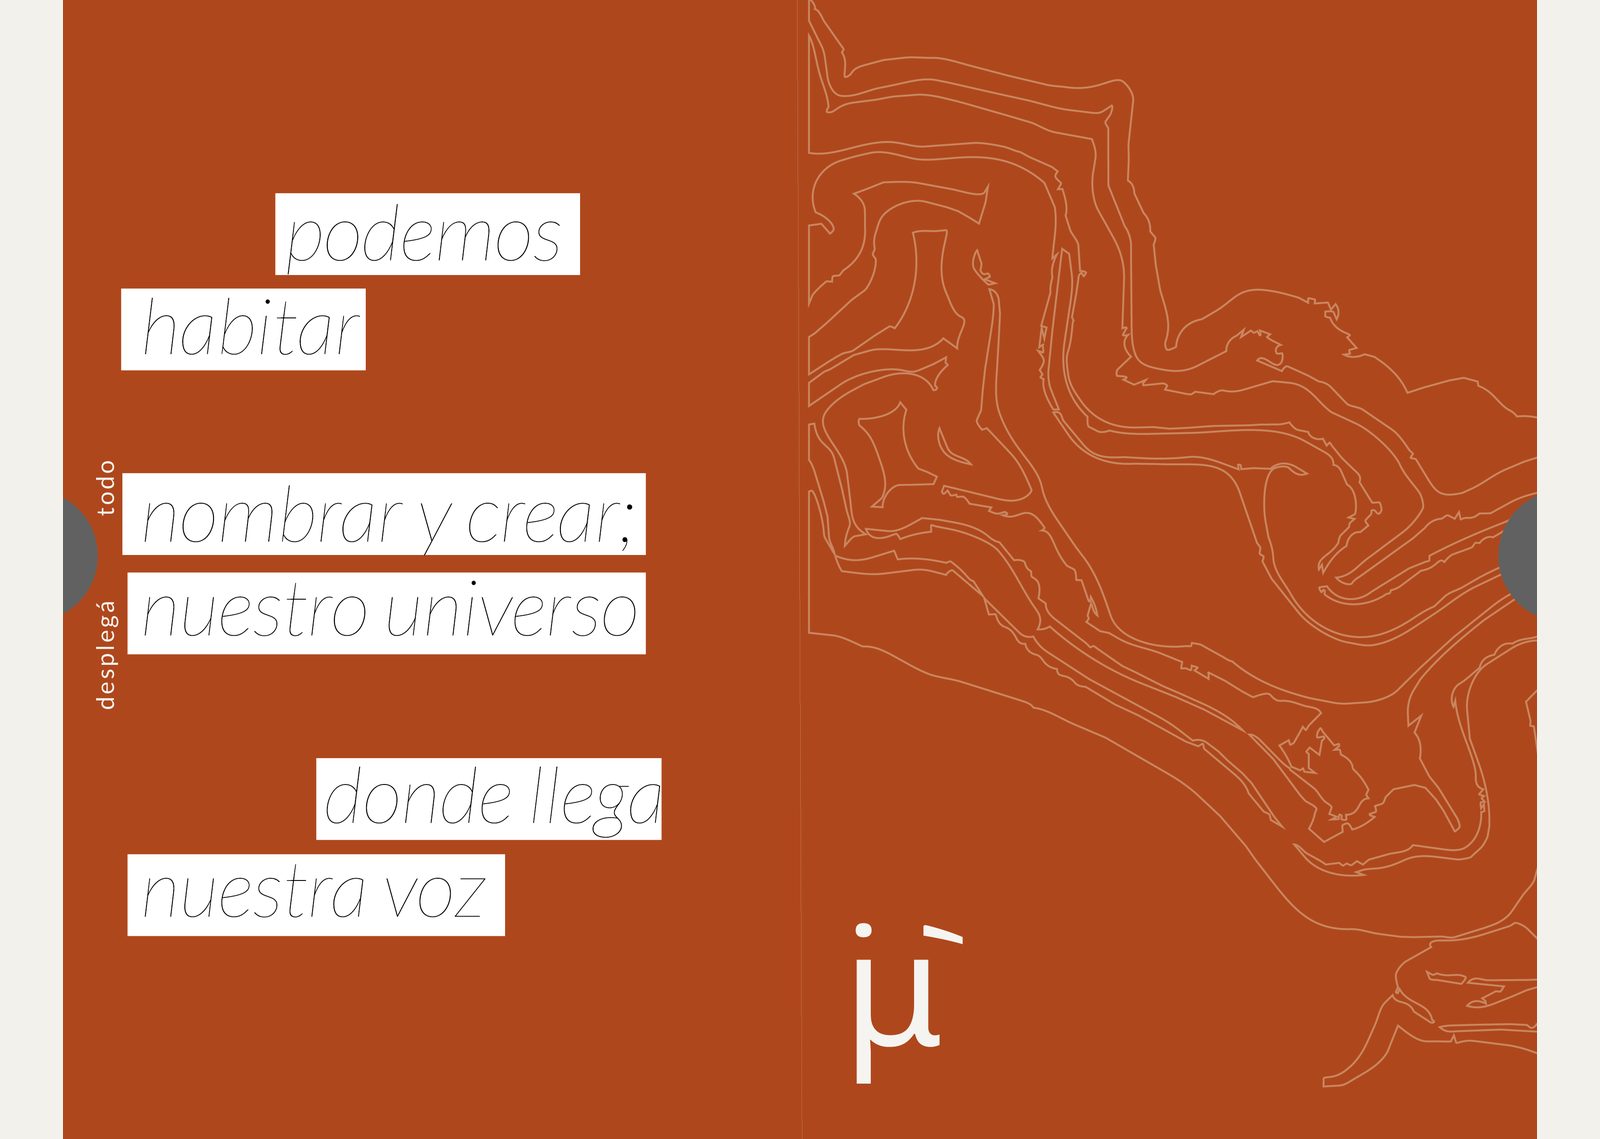 podemos
habitar
nombrar y crear;
nuestro universo
donde llega
nuestra voz
desplegá todo